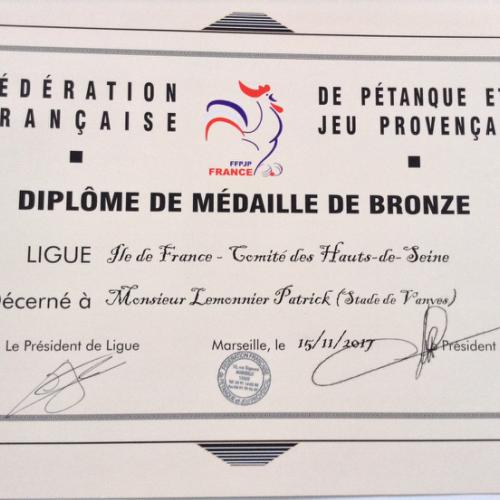 ÉDÉRATION
RANÇAISE
DE PÉTANQUE ET
JEU PROVENÇA
FFPJP
FRANCE
DIPLÔME DE MÉDAILLE DE BRONZE
LIGUE Ile de France - Comité des Hauts-de-Seine
écerné à Monsieur Lemonnier Patrick (Stade de Vanves)
Le Président de Ligue
Marseille, le 15/11/2017
Le Président